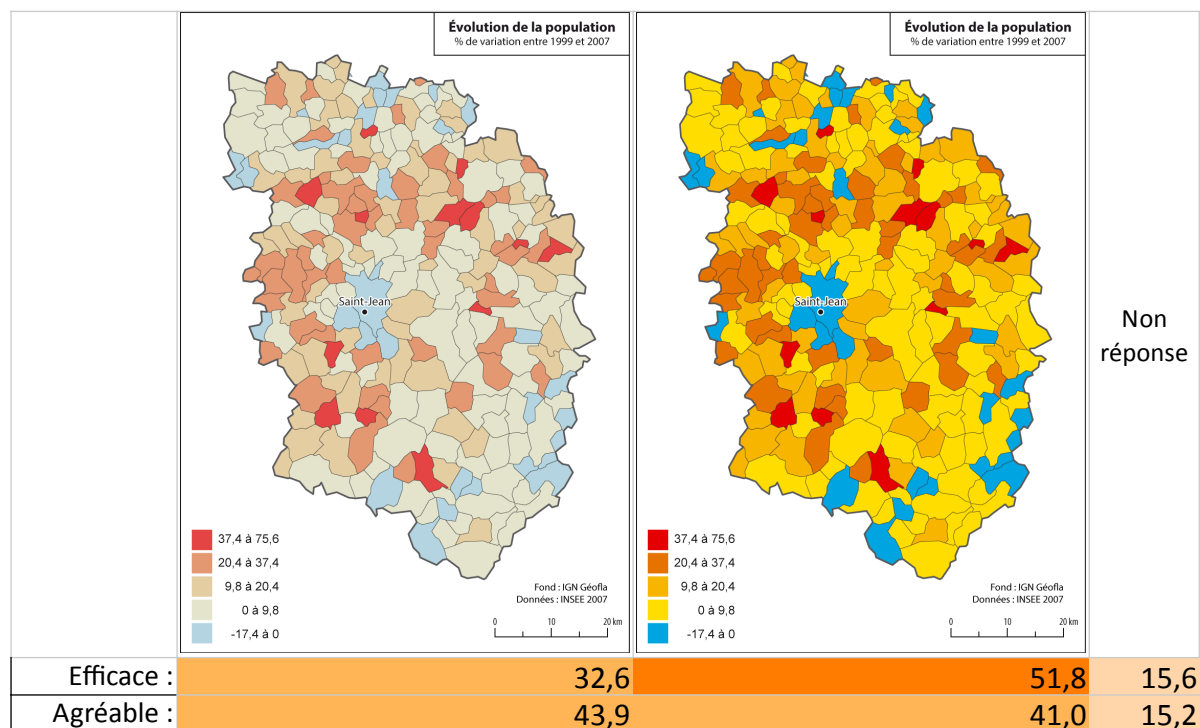 Évolution de la population
% de variation entre 1999 et 2007
Saint-Jean
37,4 à 75,6
20,4 à 37,4
9,8 à 20,4
0 à 9,8
-17,4 à 0
Fond : IGN Géofla
Données : INSEE 2007
0 10 20 km
Évolution de la population
% de variation entre 1999 et 2007
Saint-Jean
37,4 à 75,6
20,4 à 37,4
9,8 à 20,4
0 à 9,8
-17,4 à 0
Fond : IGN Géofla
Données : INSEE 2007
0 10 20 km
Non
réponse
Efficace : 32,6 51,8 15,6
Agréable : 43,9 41,0 15,2